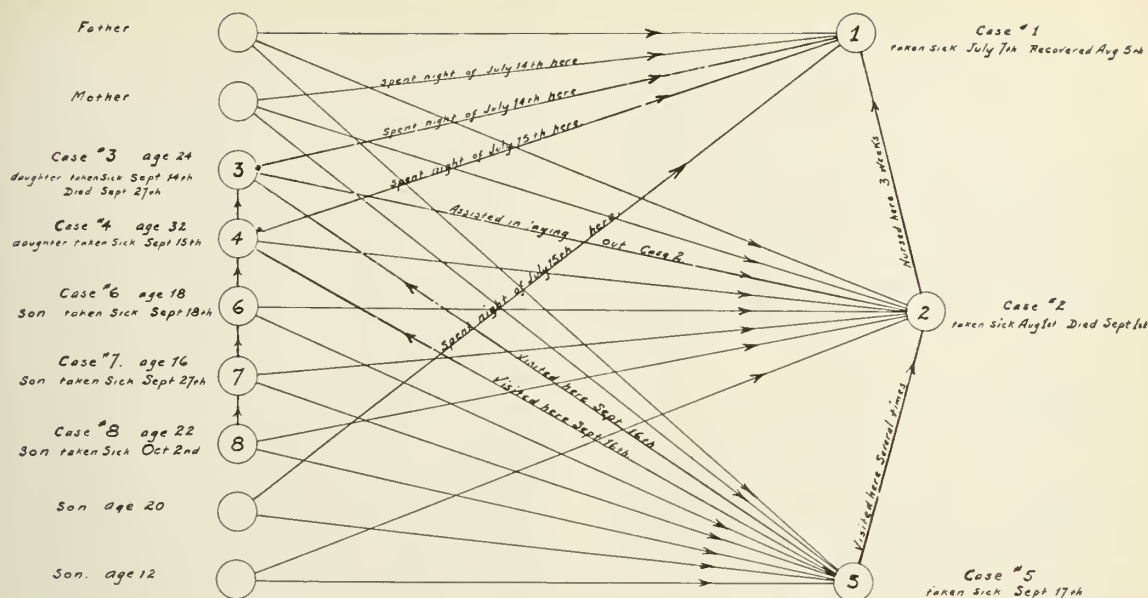 Father
Mother
Case #3 age 24
daughter taken Sick Sept 14th
Died Sept 27th
Case #4 age 32
daughter taken Sick Sept 15th
Case #6 age 18
Son taken Sick Sept 18th
Case #7. age 16
Son taken Sick Sept 27th
Case #8 age 22
Son taken Sick Oct 2nd
Son age 20
Son. age 12
3
4
6
7
8
Spent night of July 14th here
Spent night of July 14th here
Spent night of July 15th here
Assisted in laying out Case 2
Spent night of July 15th here.
Visited here Sept 16th
Visited here Sept 16th
Nursed here 3 Weeks
Visited here Several times
1
2
5
Case #1
taken Sick July 7th Recovered Aug 5th
Case #2
taken Sick Aug 1st Died Sept 1st
Case #5
taken Sick Sept 17th